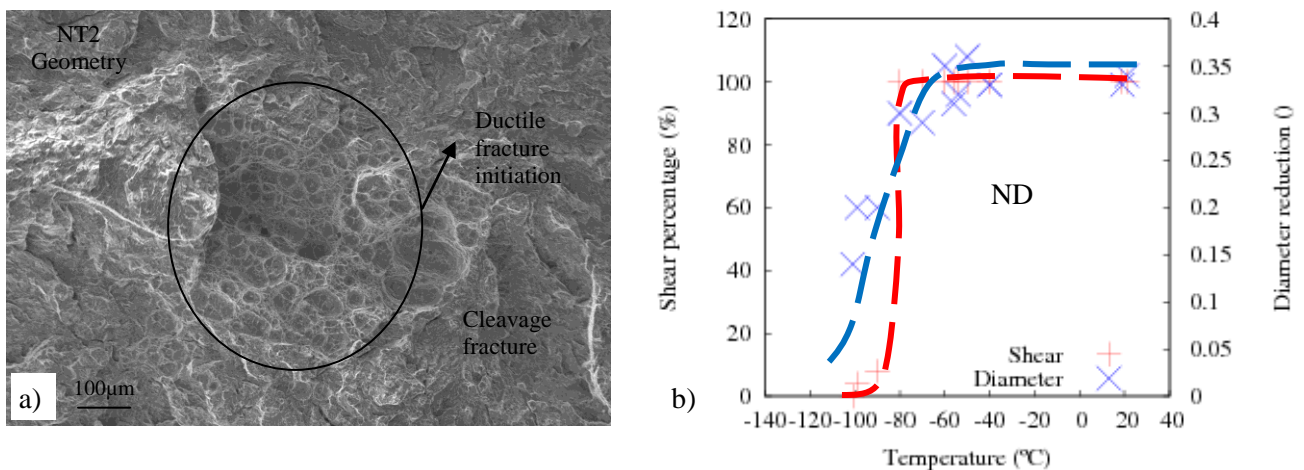 NT2
Geometry
Ductile
fracture
initiation
Cleavage
fracture
100μm
a)
120
100
80
60
40
20
0
Shear percentage (%)
0.4
0.35
0.3
0.25
0.2
0.15
0.1
0.05
0
Diameter reduction ()
ND
Shear
Diameter
-140-120-100 -80 -60 -40 -20 0 20 40
Temperature (ºC)
b)